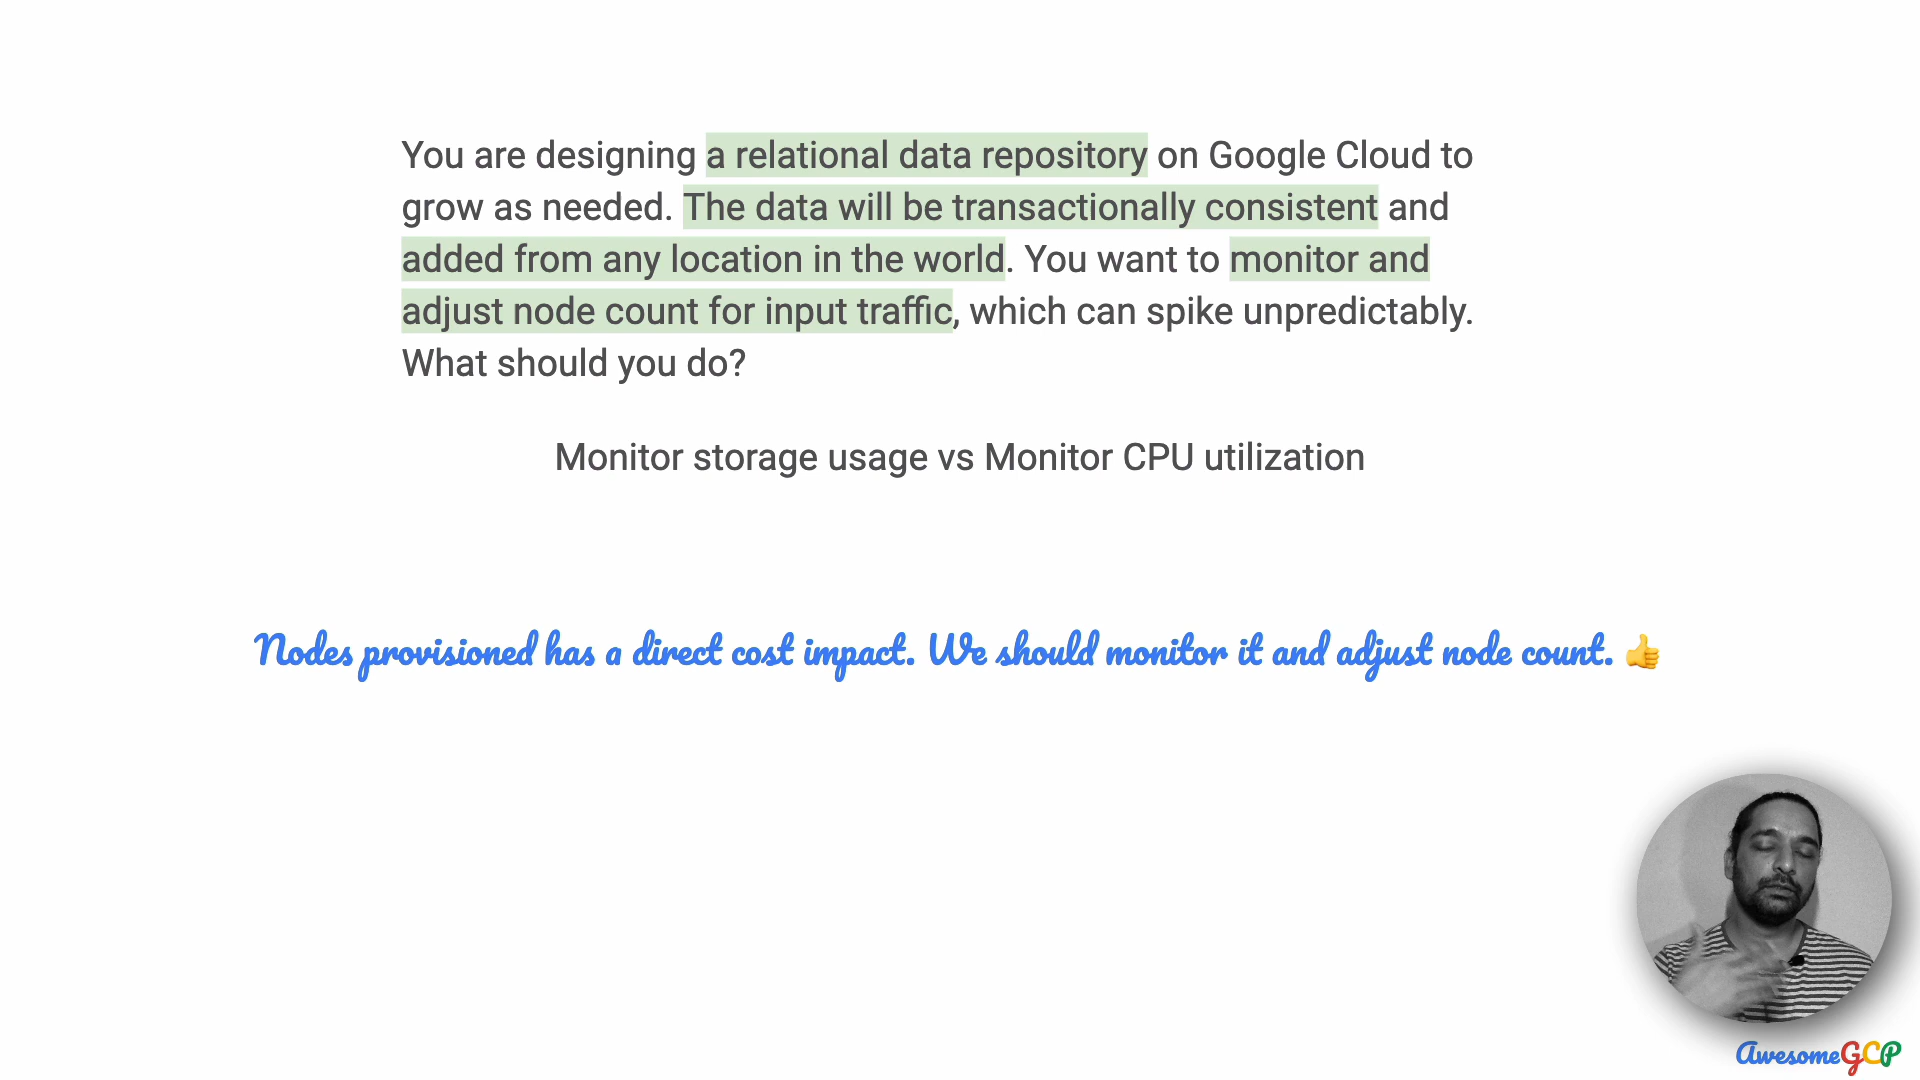 You are designing a relational data repository on Google Cloud to
grow as needed. The data will be transactionally consistent and
added from any location in the world. You want to monitor and
adjust node count for input traffic, which can spike unpredictably.
What should you do?
Monitor storage usage vs Monitor CPU utilization
Nodes provisioned has a direct cost impact. We should monitor it and adjust node count. 👍
AwesomeGCP